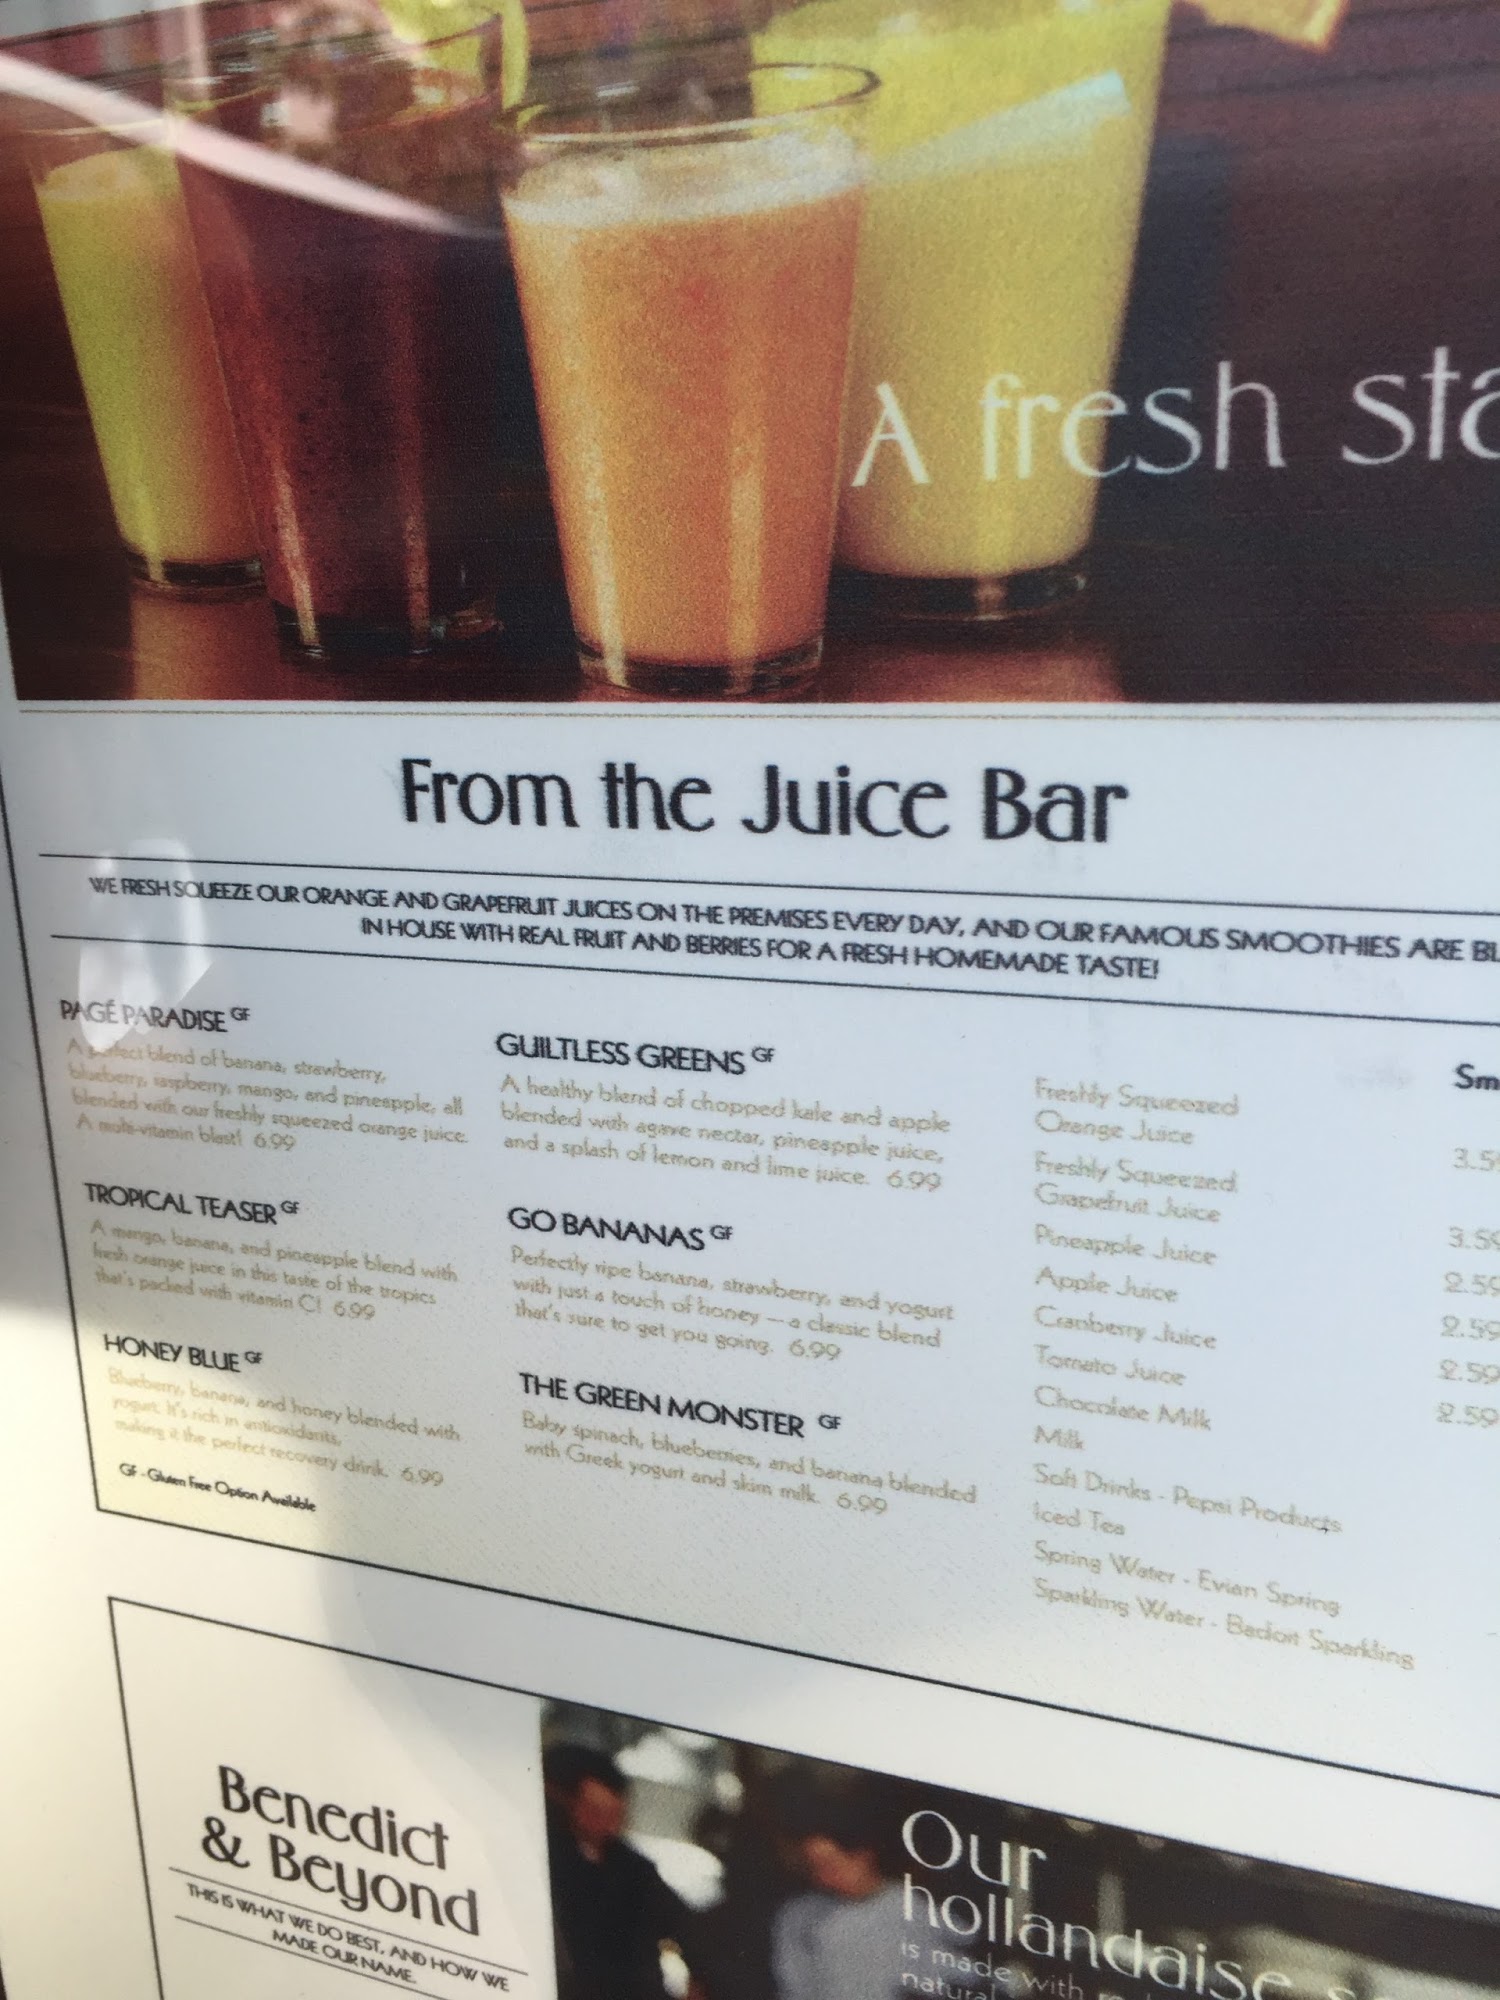 A fresh
From the Juice Bar
WE FRESH SQUEEZE OUR ORANGE AND GRAPEFRUIT JUICES ON THE PREMISES EVERY DAY, AND OUR FAMOUS SMOOTHIES ARE
IN HOUSE WITH REAL FRUIT AND BERRIES FOR A FRESH HOMEMADE TASTE!
PAGÉ PARADISE GF
A perfect blend of banana, strawberry,
blueberry, raspberry, mango, and pineapple, all
blended with our freshly squeezed orange juice.
A multi-vitamin blast! 6.99
TROPICAL TEASER GF
A mango, banana, and pineapple blend with
fresh orange juice in this taste of the tropics
that's packed with vitamin C! 6.99
HONEY BLUE GF
Blueberry, banana, and honey blended with
yogurt. It's rich in antioxidants,
making it the perfect recovery drink. 6.99
GF - Gluten Free Option Available
GUILTLESS GREENS GF
A healthy blend of chopped kale and apple
blended with agave nectar, pineapple juice,
and a splash of lemon and lime juice. 6.99
GO BANANAS GF
Perfectly ripe banana, strawberry, and yogurt
with just a touch of honey — a classic blend
that's sure to get you going. 6.99
THE GREEN MONSTER GF
Baby spinach, blueberries, and banana blended
with Greek yogurt and skim milk. 6.99
Freshly Squeezed
Orange Juice 3.59
Freshly Squeezed
Grapefruit Juice 3.59
Pineapple Juice 2.59
Apple Juice 2.59
Cranberry Juice 2.59
Tomato Juice 2.59
Chocolate Milk
Milk
Soft Drinks - Pepsi Products
Iced Tea
Spring Water - Evian Spring
Sparkling Water - Badoit Sparkling
Benedict
& Beyond
THIS IS WHAT WE DO BEST, AND HOW WE
MADE OUR NAME.
Our
hollandaise
is made with
natural